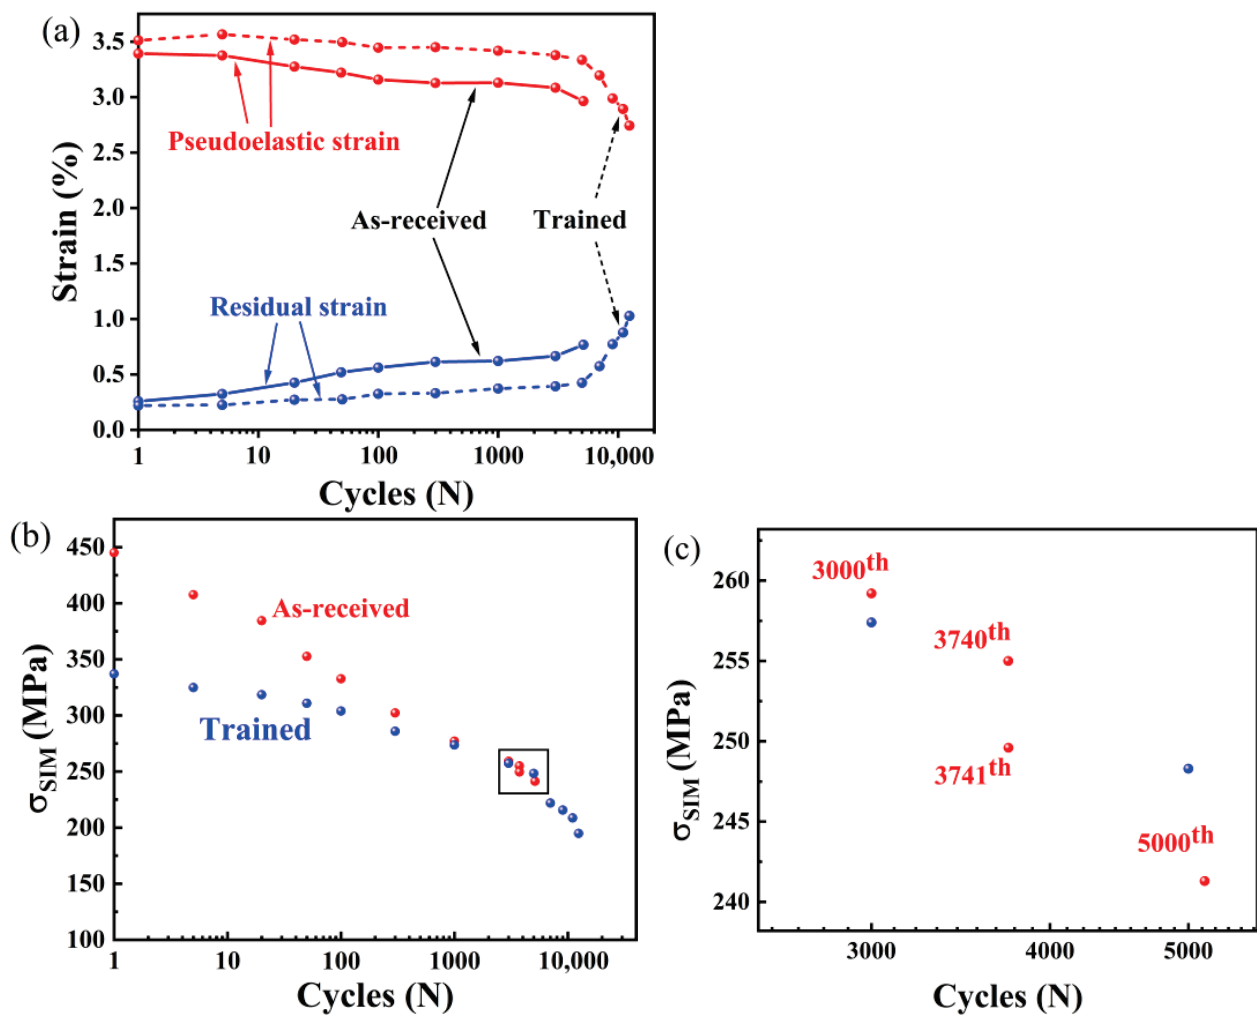 (a)
3.5
3.0
2.5
2.0
1.5
1.0
0.5
0.0
Strain (%)
Pseudoelastic strain
As-received
Trained
Residual strain
1
10
100
1000
10,000
Cycles (N)
(b)
450
400
350
300
250
200
150
100
σSIM (MPa)
As-received
Trained
1
10
100
1000
10,000
Cycles (N)
(c)
260
255
250
245
240
σSIM (MPa)
3000th
3740th
3741th
5000th
3000
4000
5000
Cycles (N)